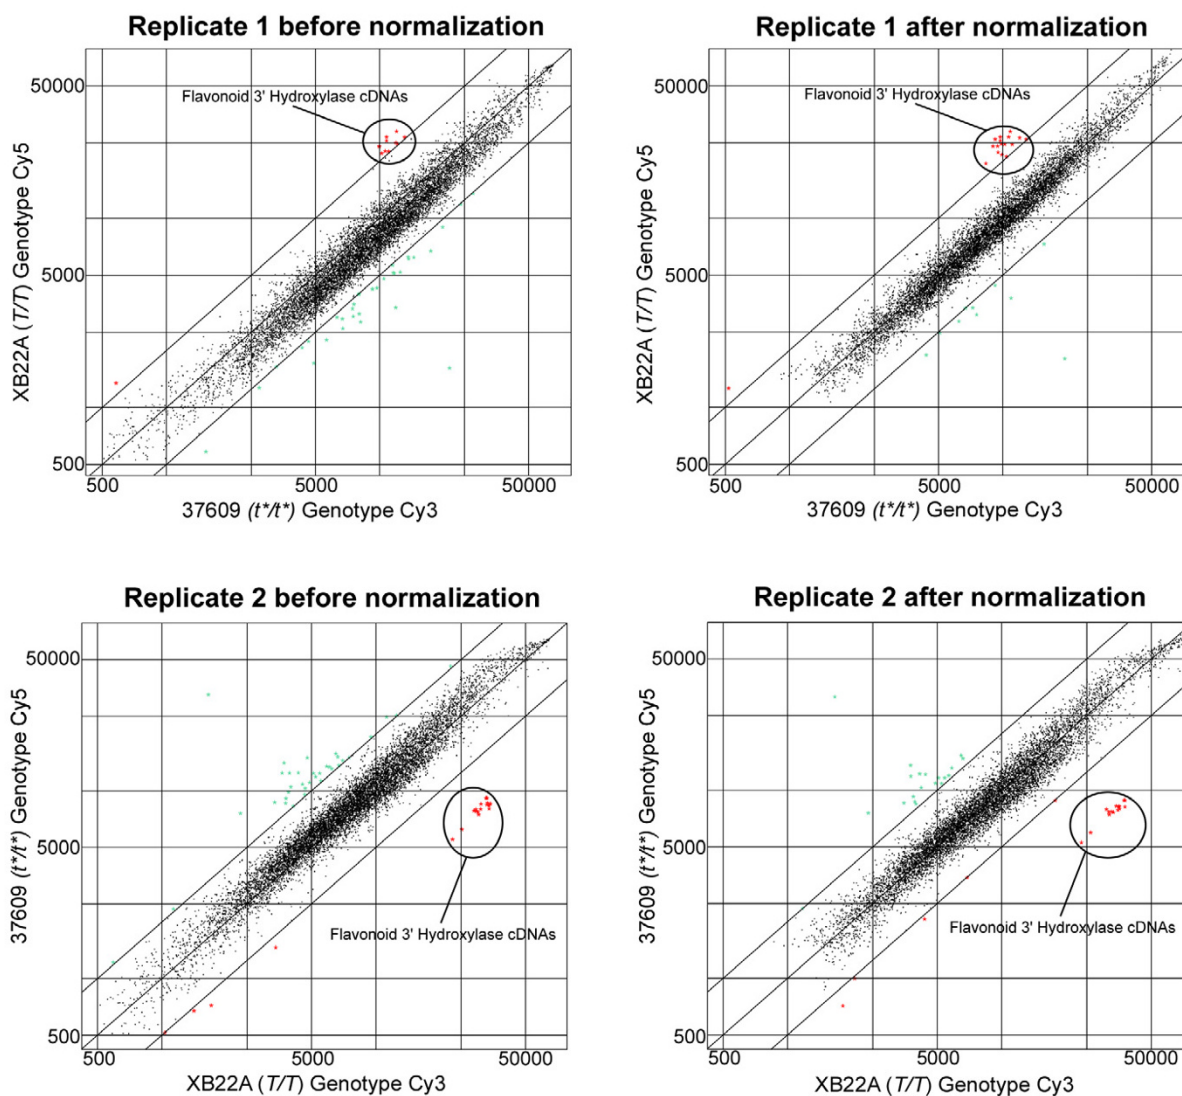 Replicate 1 before normalization
50000
Flavonoid 3' Hydroxylase cDNAs
XB22A (T/T) Genotype Cy5
5000
500
500
5000
50000
37609 (t*/t*) Genotype Cy3
Replicate 1 after normalization
50000
Flavonoid 3' Hydroxylase cDNAs
XB22A (T/T) Genotype Cy5
5000
500
500
5000
50000
37609 (t*/t*) Genotype Cy3
Replicate 2 before normalization
50000
37609 (t*/t*) Genotype Cy5
5000
Flavonoid 3' Hydroxylase cDNAs
500
500
5000
50000
XB22A (T/T) Genotype Cy3
Replicate 2 after normalization
50000
37609 (t*/t*) Genotype Cy5
5000
Flavonoid 3' Hydroxylase cDNAs
500
500
5000
50000
XB22A (T/T) Genotype Cy3